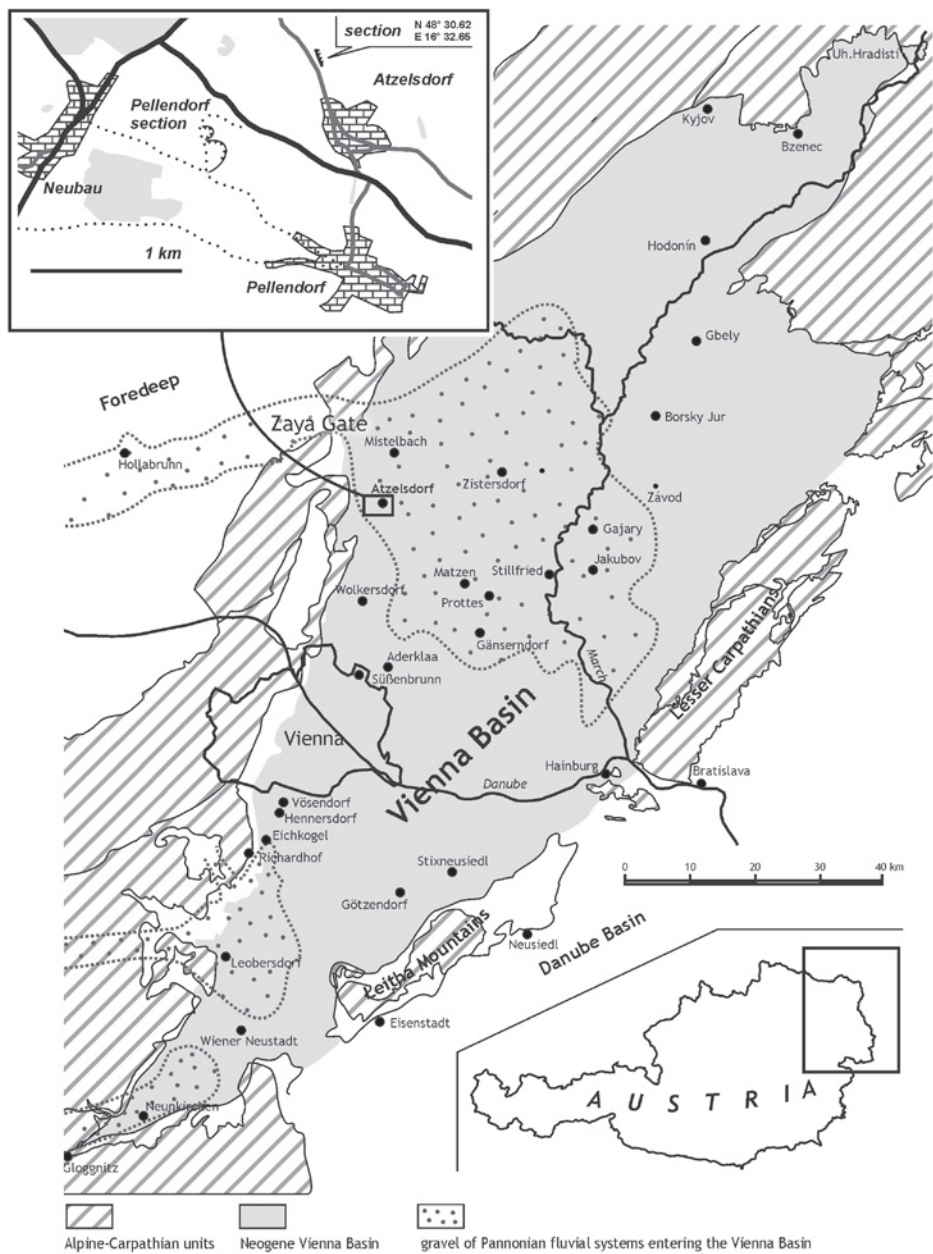 section
N 48° 30.62
E 16° 32.65
Atzelsdorf
Pellendorf
section
Neubau
1 km
Pellendorf
Uh.Hradisti
Kyjov
Bzenec
Hodonín
Gbely
Foredeep
Zaya Gate
Borsky Jur
Mistelbach
Hollabrunn
Zistersdorf
Atzelsdorf
Závod
Gajary
Jakubov
Matzen
Stillfried
Wolkersdorf
Prottes
Gänserndorf
Aderklaa
Süßenbrunn
March
Lesser Carpathians
Vienna
Vienna Basin
Hainburg
Danube
Bratislava
Vösendorf
Hennersdorf
Eichkogel
Richardhof
Stixneusiedl
0 10 20 30 40 km
Götzendorf
Leitha Mountains
Neusiedl
Danube Basin
Leobersdorf
Eisenstadt
Wiener Neustadt
Neunkirchen
Gloggnitz
AUSTRIA
Alpine-Carpathian units
Neogene Vienna Basin
gravel of Pannonian fluvial systems entering the Vienna Basin